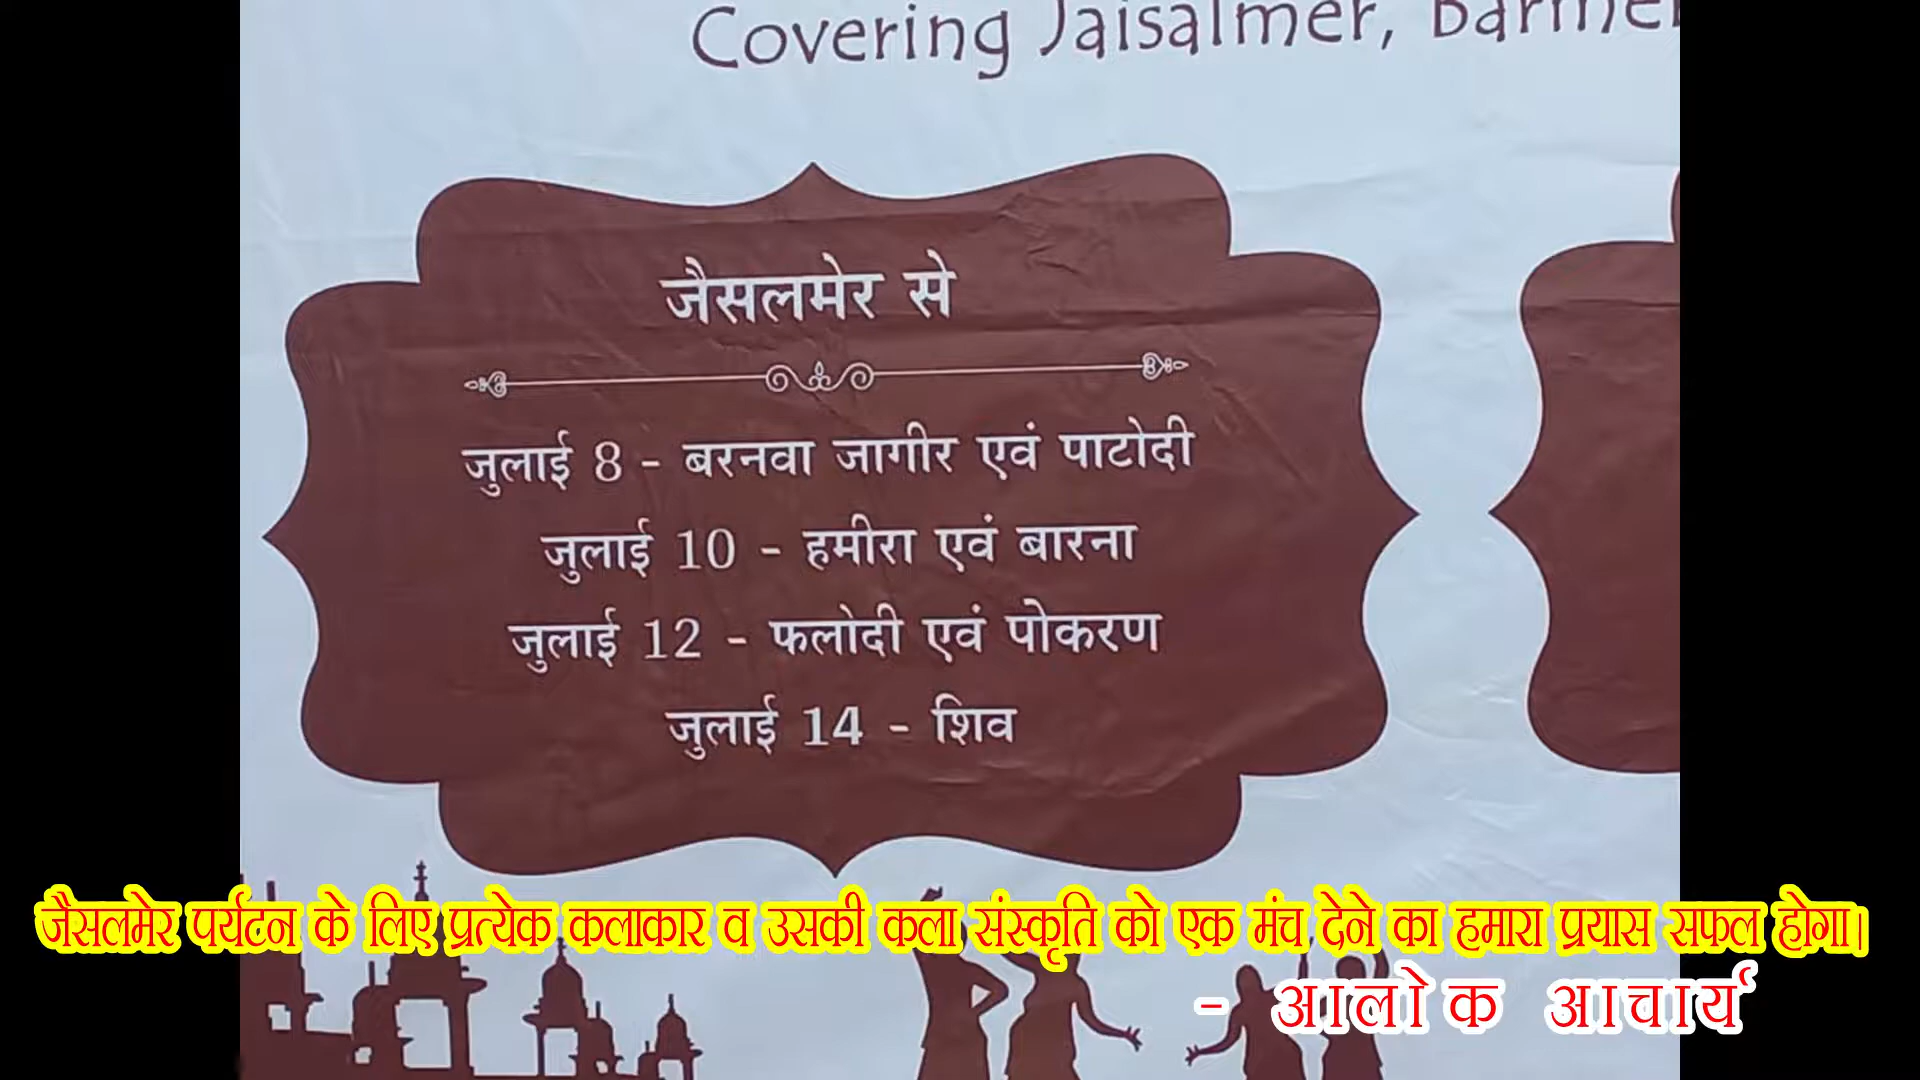 Covering Jaisalmer, Barmer
जैसलमेर से
जुलाई 8 - बरनवा जागीर एवं पाटोदी
जुलाई 10 - हमीरा एवं बारना
जुलाई 12 - फलोदी एवं पोकरण
जुलाई 14 - शिव
जैसलमेर पर्यटन के लिए प्रत्येक कलाकार व उसकी कला संस्कृति को एक मंच देने का हमारा प्रयास सफल होगा।
- आलोक आचार्य